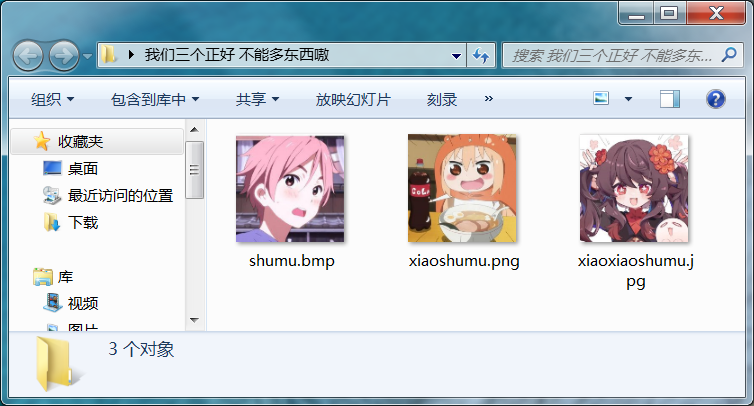 我们三个正好 不能多东西嗷
搜索 我们三个正好 不能多东...
组织 包含到库中 共享 放映幻灯片 刻录 »
收藏夹
桌面
最近访问的位置
下载
库
视频
图片
shumu.bmp
xiaoshumu.png
xiaoxiaoshumu.j
pg
3 个对象